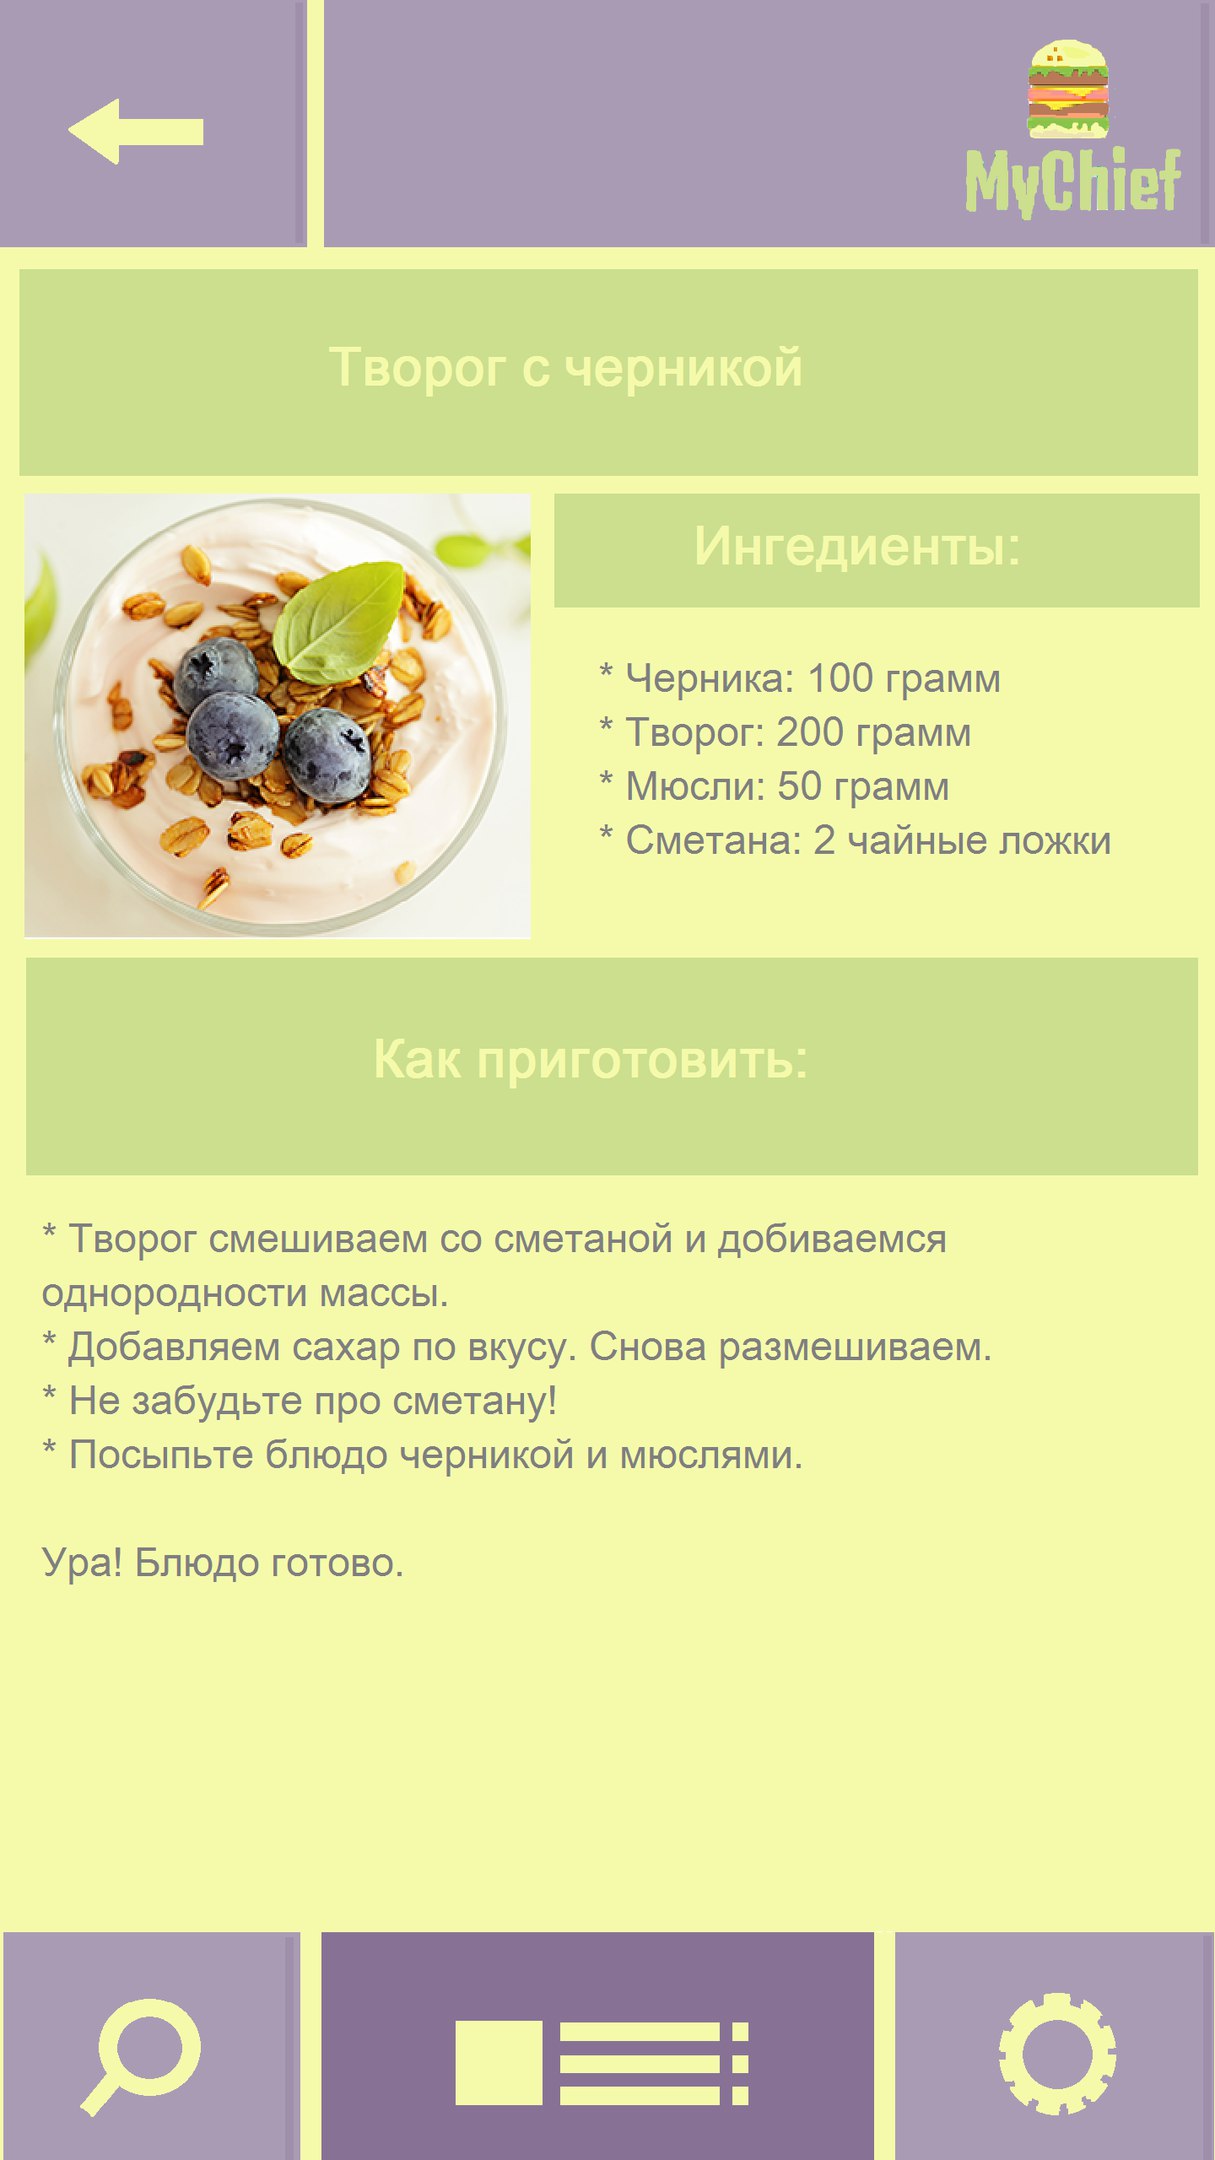 MyChief
Творог с черникой
Ингедиенты:
* Черника: 100 грамм
* Творог: 200 грамм
* Мюсли: 50 грамм
* Сметана: 2 чайные ложки
Как приготовить:
* Творог смешиваем со сметаной и добиваемся
однородности массы.
* Добавляем сахар по вкусу. Снова размешиваем.
* Не забудьте про сметану!
* Посыпьте блюдо черникой и мюслями.
Ура! Блюдо готово.